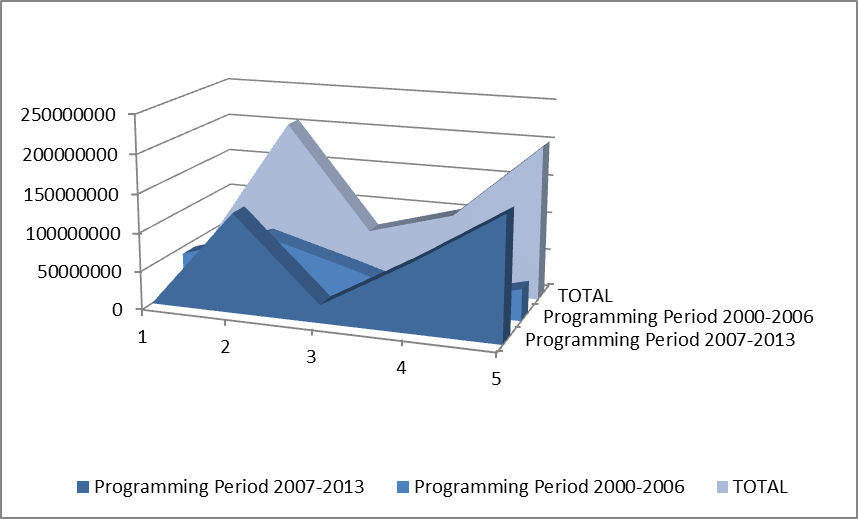 250000000
200000000
150000000
100000000
50000000
0
1
2
3
4
5
TOTAL
Programming Period 2000-2006
Programming Period 2007-2013
Programming Period 2007-2013 Programming Period 2000-2006 TOTAL